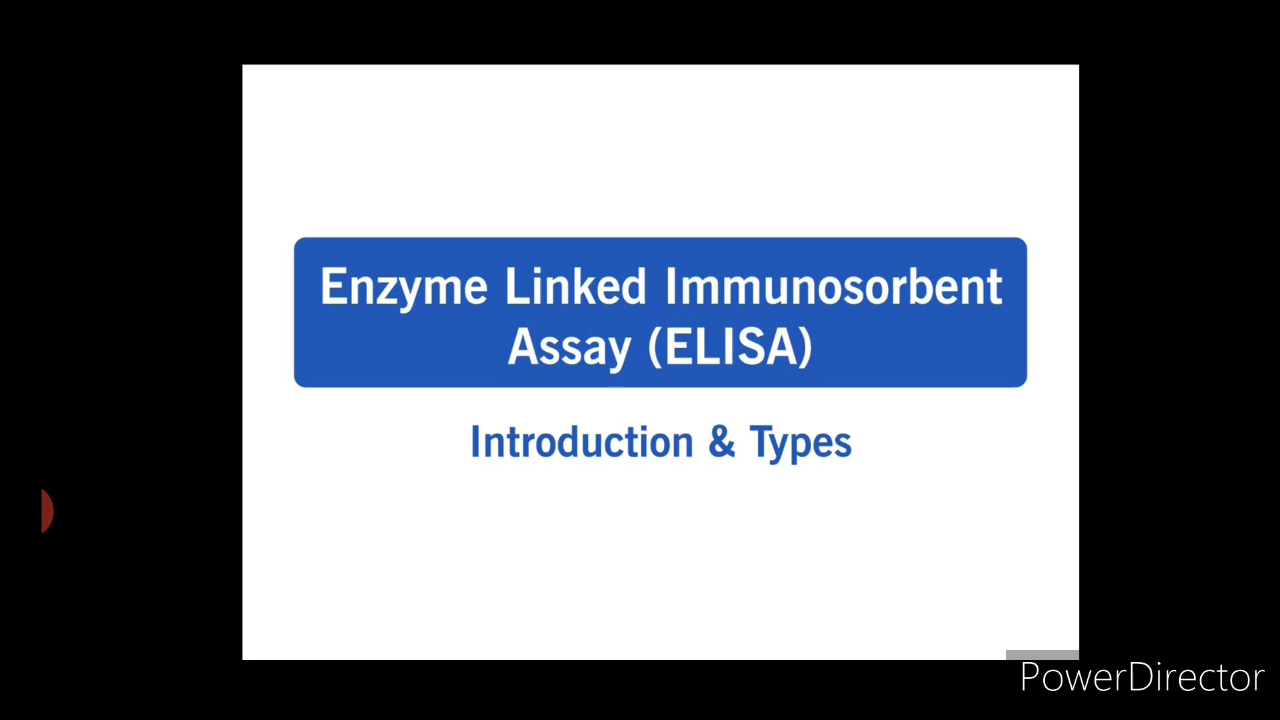 Enzyme Linked Immunosorbent
Assay (ELISA)
Introduction & Types
PowerDirector